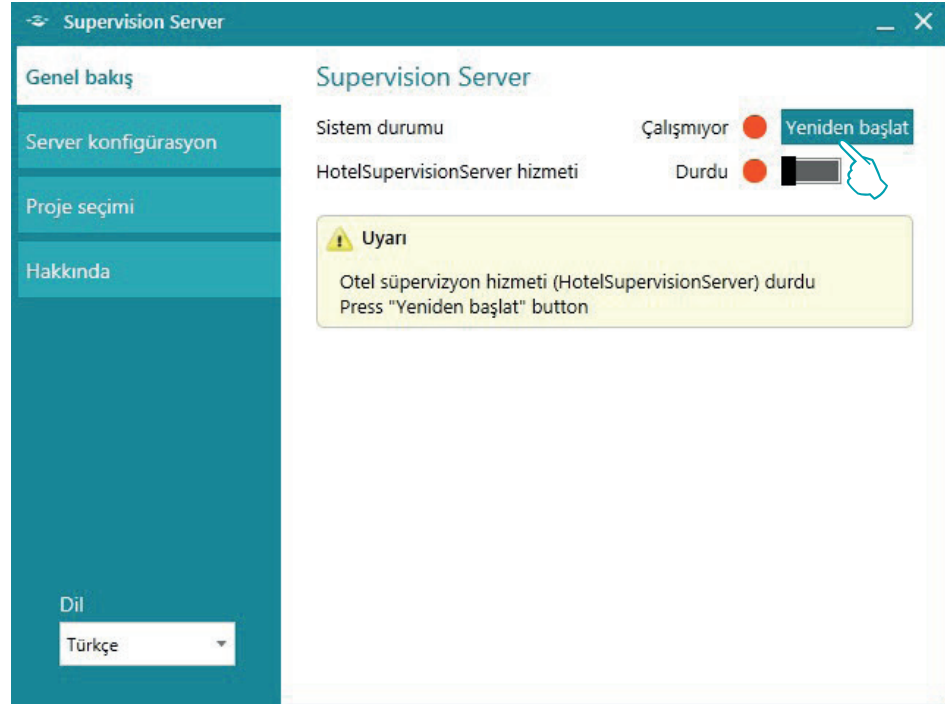 Supervision Server
Genel bakış
Server konfigürasyon
Proje seçimi
Hakkında
Dil
Türkçe
Supervision Server
Sistem durumu Çalışmıyor Yeniden başlat
HotelSupervisionServer hizmeti Durdu
Uyarı
Otel süpervizyon hizmeti (HotelSupervisionServer) durdu
Press "Yeniden başlat" button